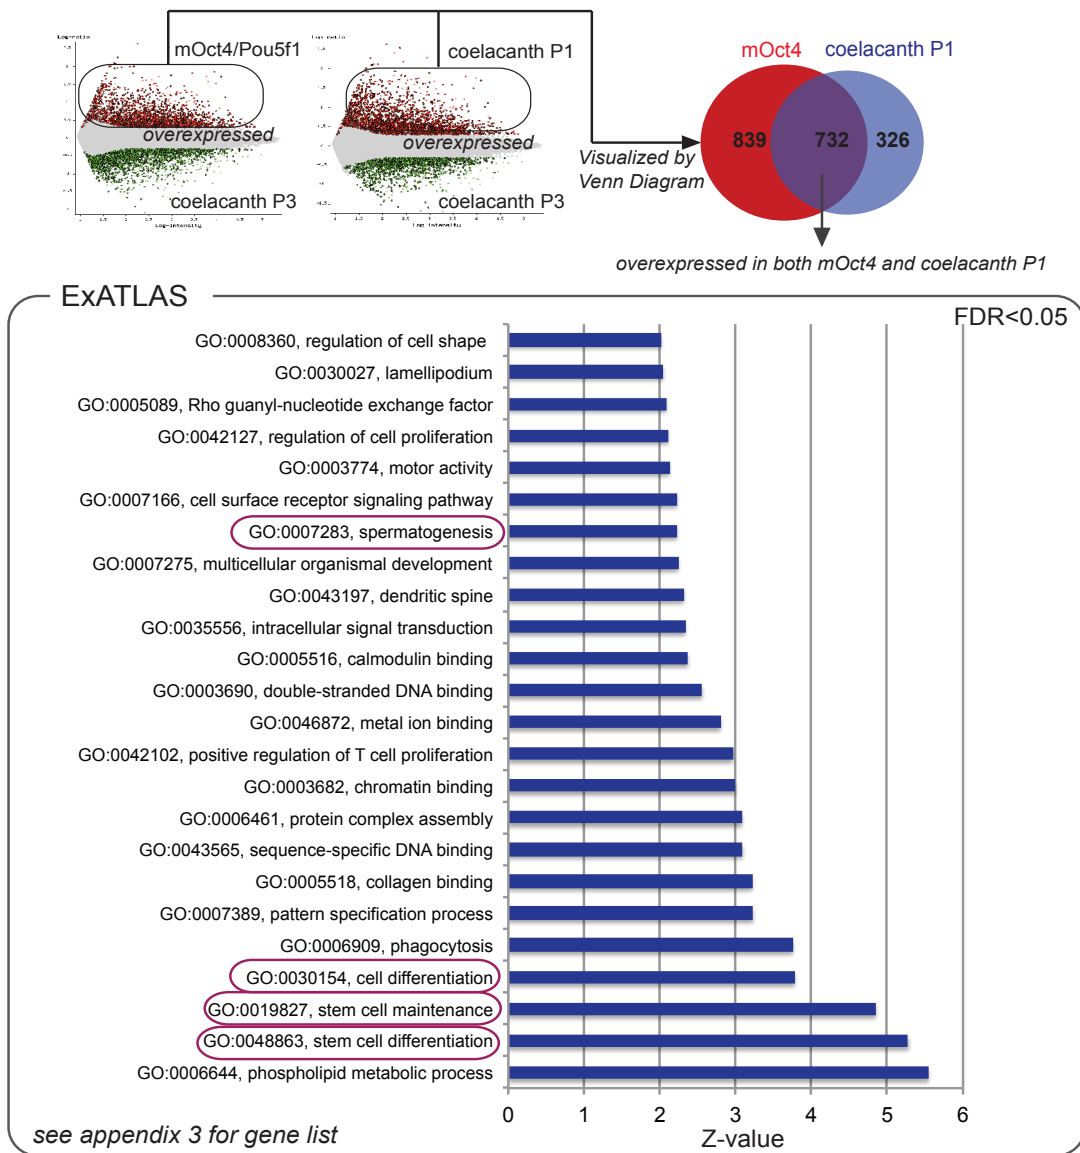 Log-ratio
mOct4/Pou5f1
overexpressed
coelacanth P3
Log-intensity
Log-ratio
coelacanth P1
overexpressed
coelacanth P3
Log intensity
Visualized by
Venn Diagram
mOct4 coelacanth P1
839 732 326
overexpressed in both mOct4 and coelacanth P1
ExATLAS
FDR<0.05
GO:0008360, regulation of cell shape
GO:0030027, lamellipodium
GO:0005089, Rho guanyl-nucleotide exchange factor
GO:0042127, regulation of cell proliferation
GO:0003774, motor activity
GO:0007166, cell surface receptor signaling pathway
GO:0007283, spermatogenesis
GO:0007275, multicellular organismal development
GO:0043197, dendritic spine
GO:0035556, intracellular signal transduction
GO:0005516, calmodulin binding
GO:0003690, double-stranded DNA binding
GO:0046872, metal ion binding
GO:0042102, positive regulation of T cell proliferation
GO:0003682, chromatin binding
GO:0006461, protein complex assembly
GO:0043565, sequence-specific DNA binding
GO:0005518, collagen binding
GO:0007389, pattern specification process
GO:0006909, phagocytosis
GO:0030154, cell differentiation
GO:0019827, stem cell maintenance
GO:0048863, stem cell differentiation
GO:0006644, phospholipid metabolic process
0 1 2 3 4 5 6
Z-value
see appendix 3 for gene list